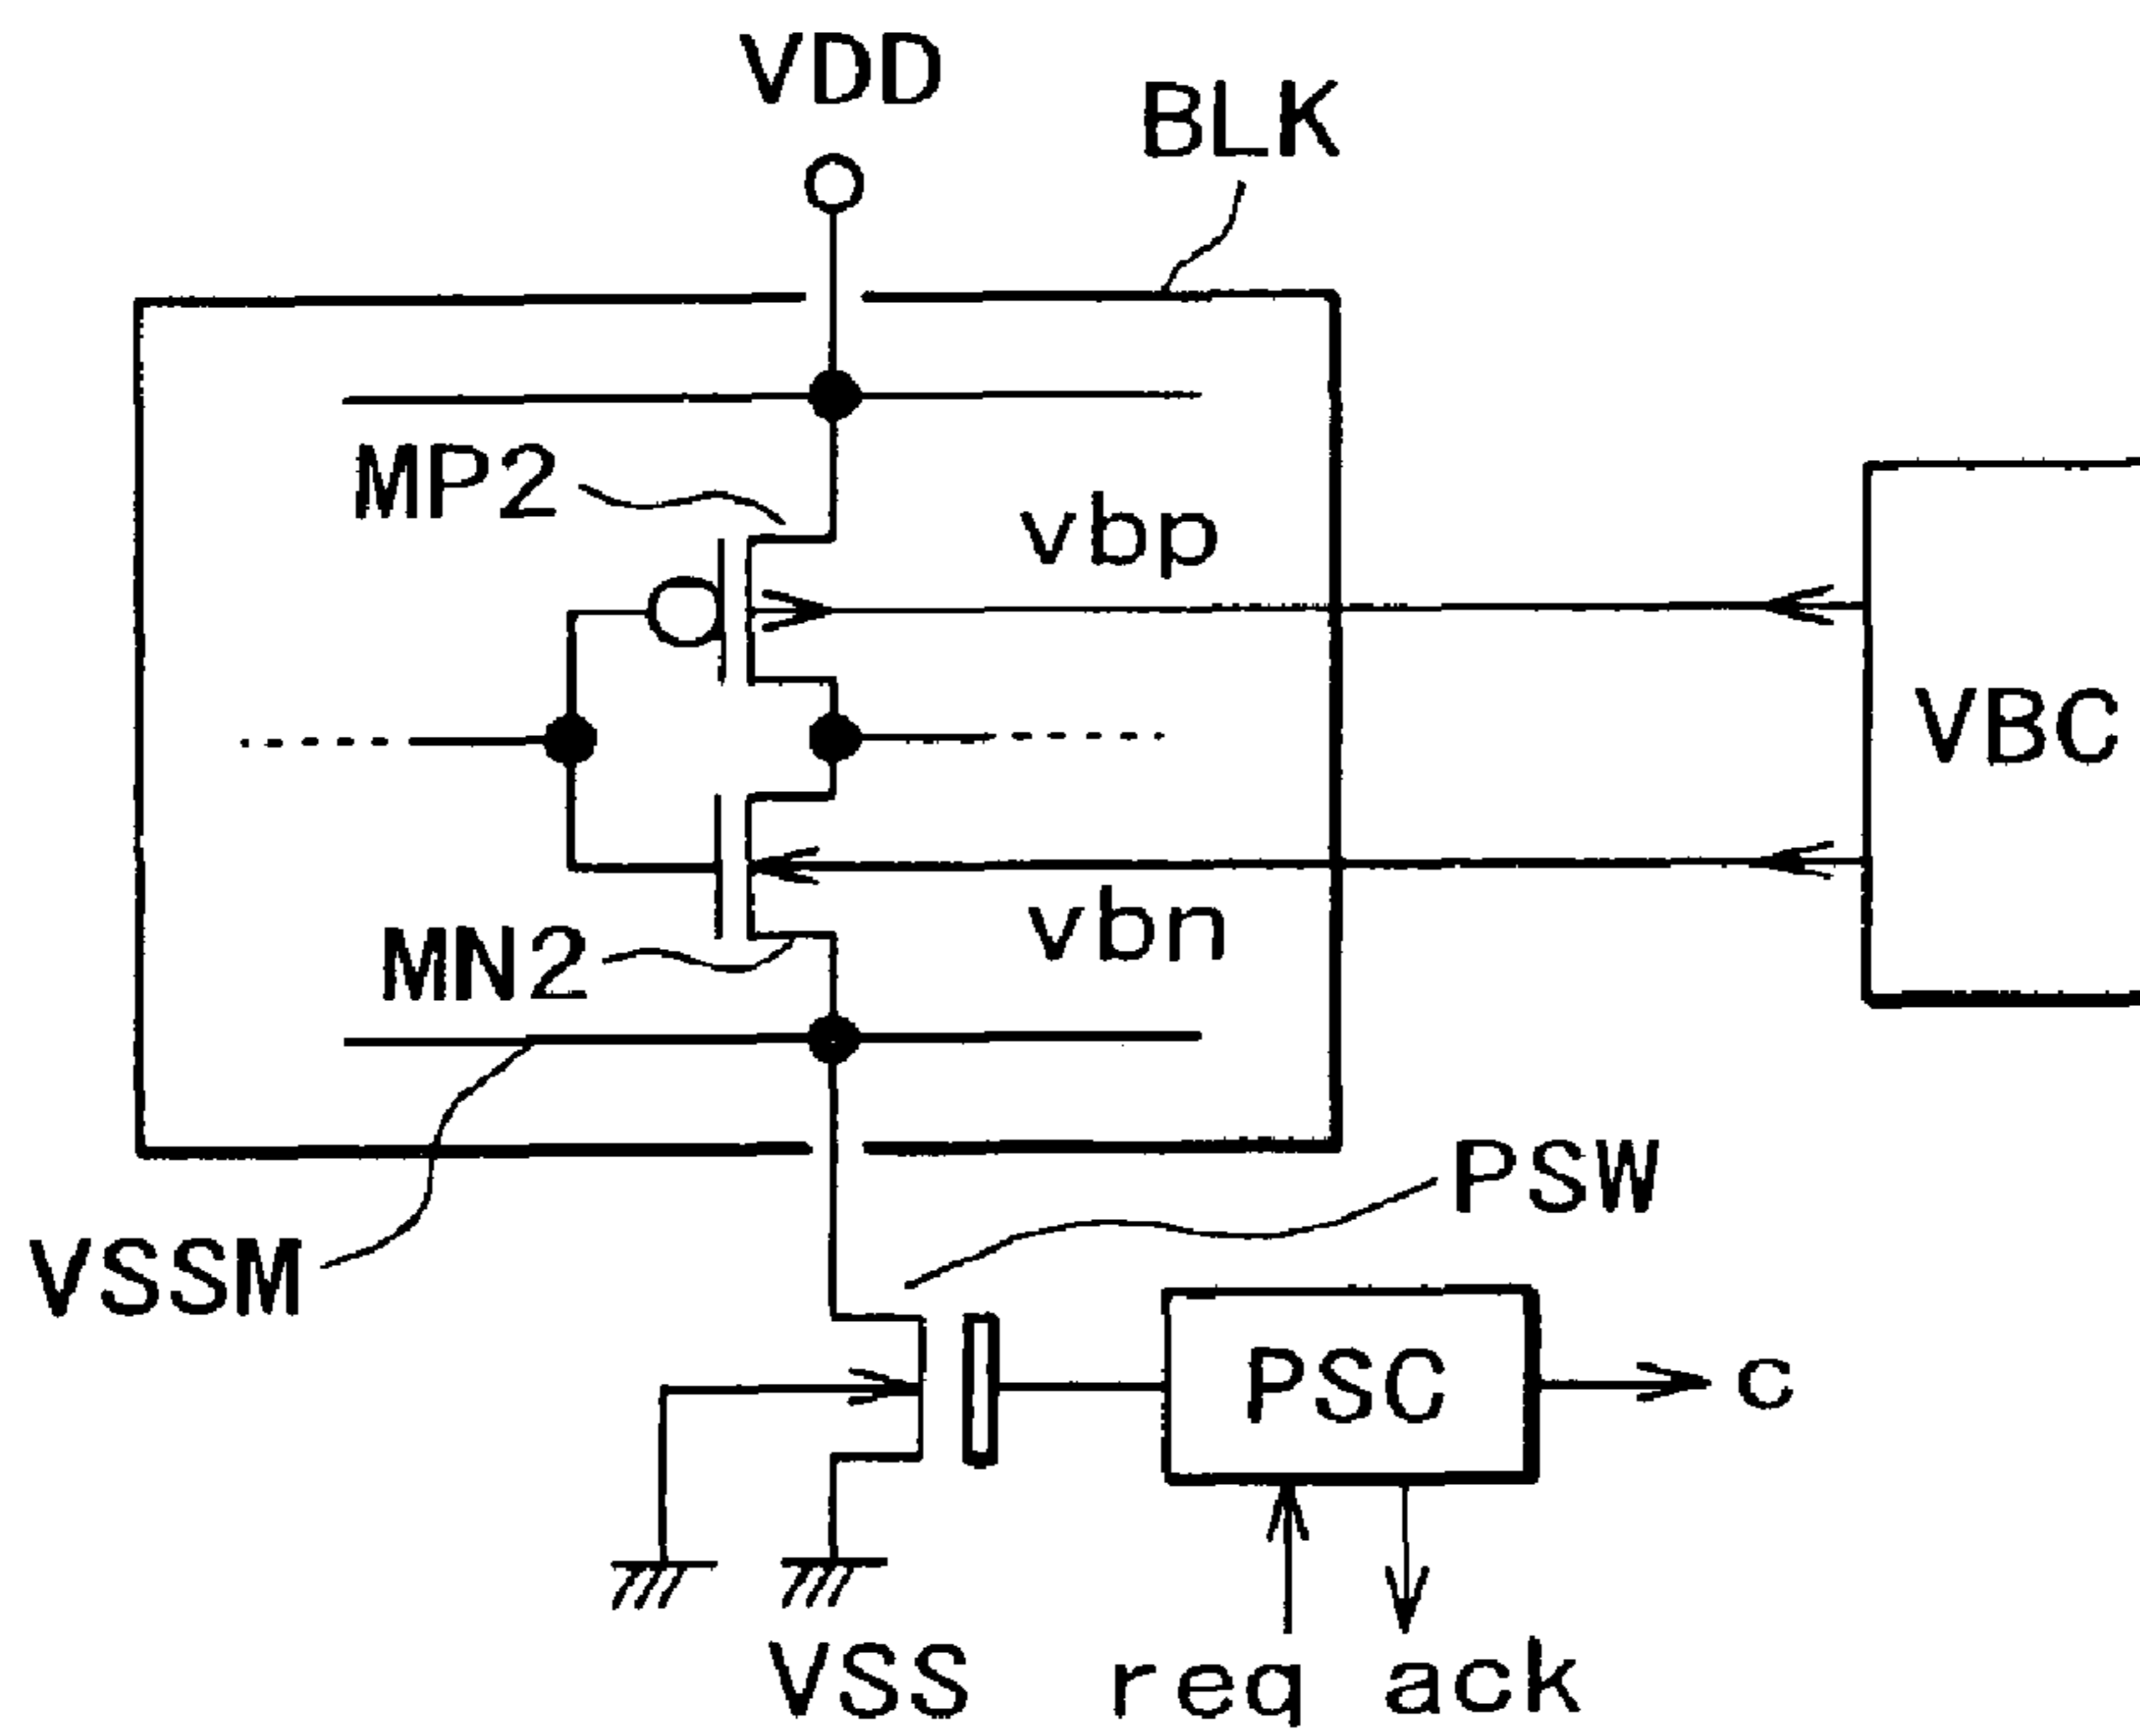 VDD
BLK
MP2
vbp
VBC
MN2
vbn
PSW
VSSM
PSC
c
VSS
req
ack